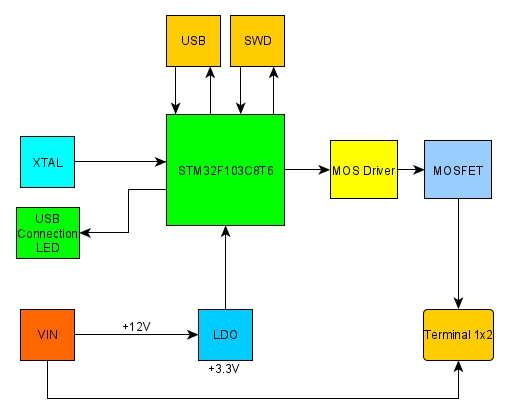 USB
SWD
XTAL
STM32F103C8T6
MOS Driver
MOSFET
USB
Connection
LED
VIN
+12V
LDO
+3.3V
Terminal 1x2